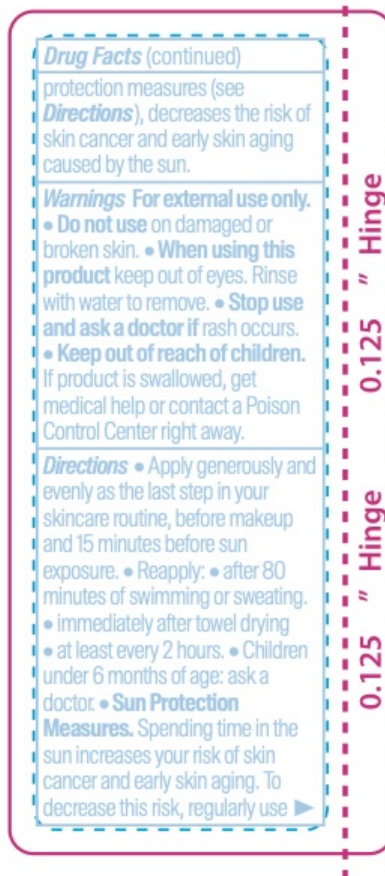 Drug Facts (continued)
protection measures (see
Directions), decreases the risk of
skin cancer and early skin aging
caused by the sun.
Warnings For external use only.
• Do not use on damaged or
broken skin. • When using this
product keep out of eyes. Rinse
with water to remove. • Stop use
and ask a doctor if rash occurs.
• Keep out of reach of children.
If product is swallowed, get
medical help or contact a Poison
Control Center right away.
Directions • Apply generously and
evenly as the last step in your
skincare routine, before makeup
and 15 minutes before sun
exposure. • Reapply: • after 80
minutes of swimming or sweating.
• immediately after towel drying
• at least every 2 hours. • Children
under 6 months of age: ask a
doctor. • Sun Protection
Measures. Spending time in the
sun increases your risk of skin
cancer and early skin aging. To
decrease this risk, regularly use ▶
0.125 " Hinge
0.125 " Hinge